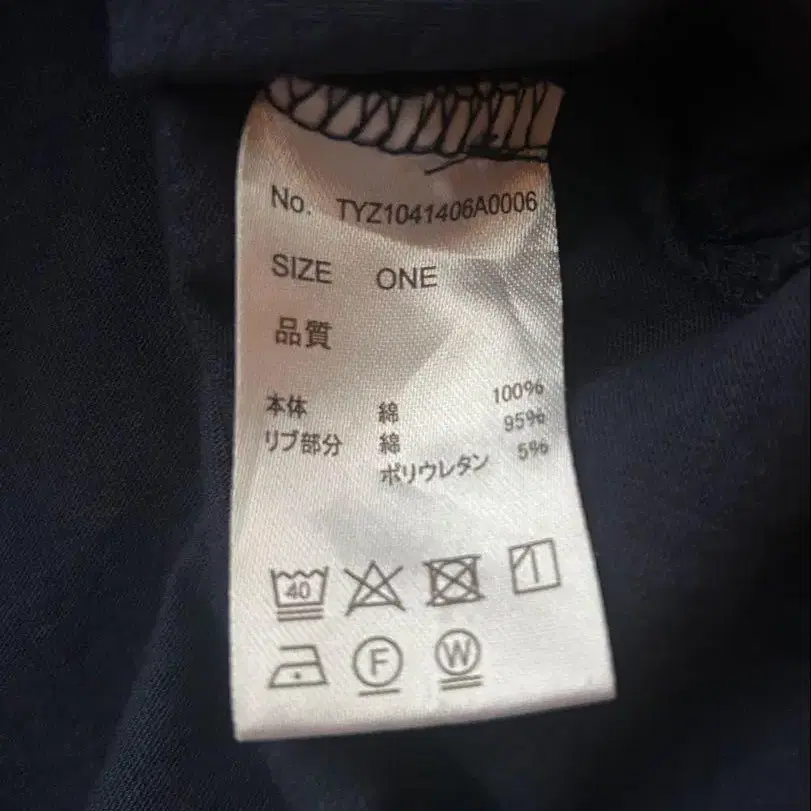 No. TYZ1041406A0006
SIZE ONE
品質
本体 綿 100%
リブ部分 綿 95%
ポリウレタン 5%
40
F
W